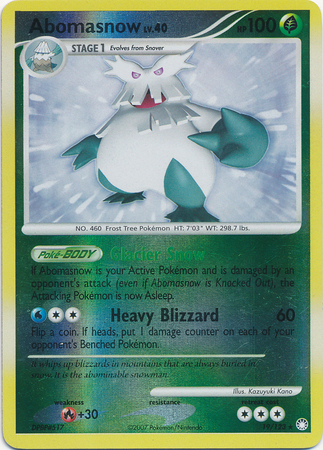 Abomasnow LV.40 HP 100
STAGE 1 Evolves from Snover
NO. 460 Frost Tree Pokémon HT: 7'03" WT: 298.7 lbs.
Poké-BODY Glacier Snow
If Abomasnow is your Active Pokémon and is damaged by an
opponent's attack (even if Abomasnow is Knocked Out), the
Attacking Pokémon is now Asleep.
Heavy Blizzard 60
Flip a coin. If heads, put 1 damage counter on each of your
opponent's Benched Pokémon.
It whips up blizzards in mountains that are always buried in
snow. It is the abominable snowman.
Illus. Kazuyuki Kano
weakness resistance retreat cost
+30
©2007 Pokémon/Nintendo 19/123